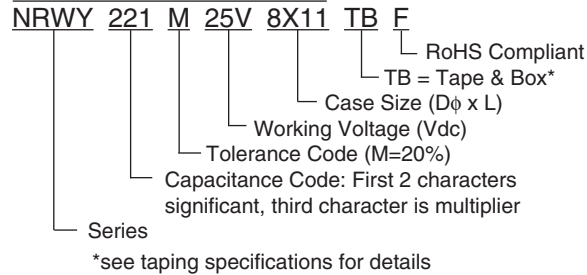 NRWY 221 M 25V 8X11 TB F
RoHS Compliant
TB = Tape & Box*
Case Size (Dϕ x L)
Working Voltage (Vdc)
Tolerance Code (M=20%)
Capacitance Code: First 2 characters
significant, third character is multiplier
Series
*see taping specifications for details